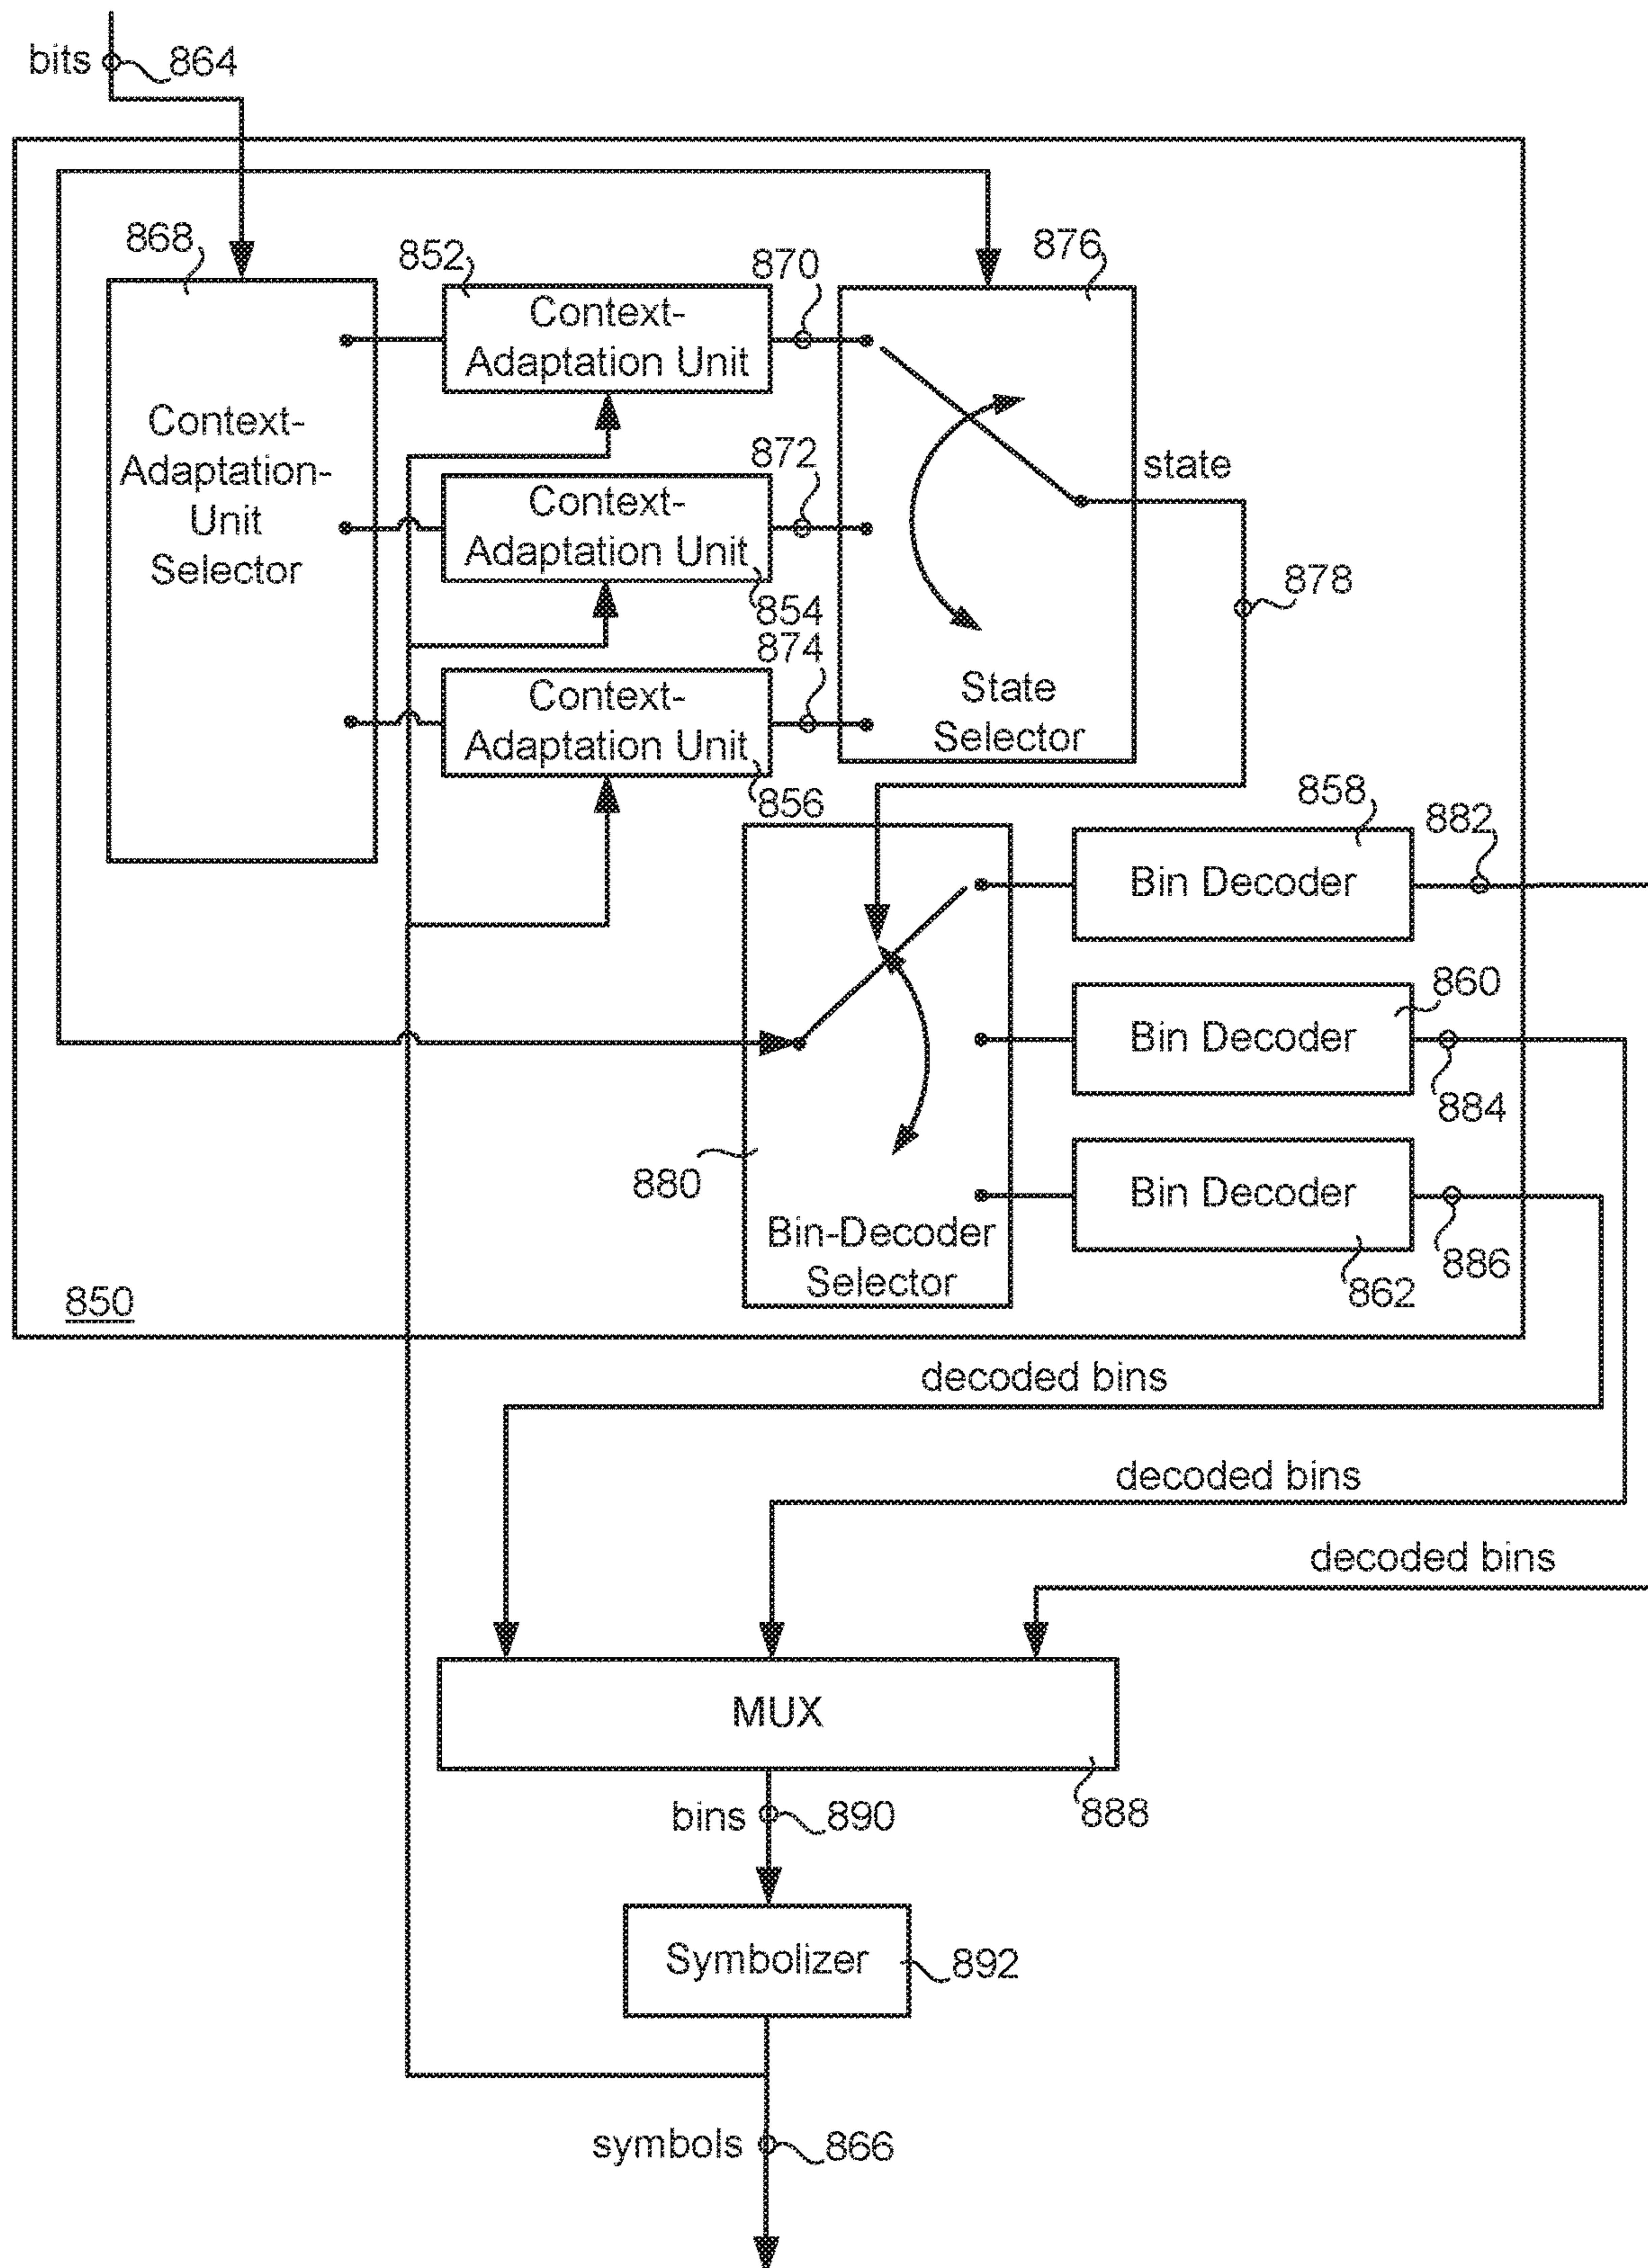 bits
864
868
852
870
876
Context-
Adaptation Unit
Context-
Adaptation-
Unit
Selector
872
state
Context-
Adaptation Unit
878
854
874
Context-
Adaptation Unit
State
Selector
856
858
882
Bin Decoder
860
Bin Decoder
884
880
Bin Decoder
Bin-Decoder
Selector
886
862
850
decoded bins
decoded bins
decoded bins
MUX
bins
890
888
Symbolizer
892
symbols
866